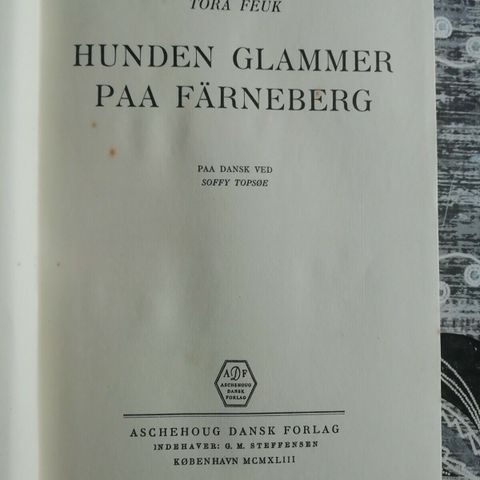 TORA FEUK
HUNDEN GLAMMER
PAA FÄRNEBERG
PAA DANSK VED
SOFFY TOPSØE
ADF
ASCHEHOUG
DANSK
FORLAG
ASCHEHOUG DANSK FORLAG
INDEHAVER: G. M. STEFFENSEN
KØBENHAVN MCMXLIII